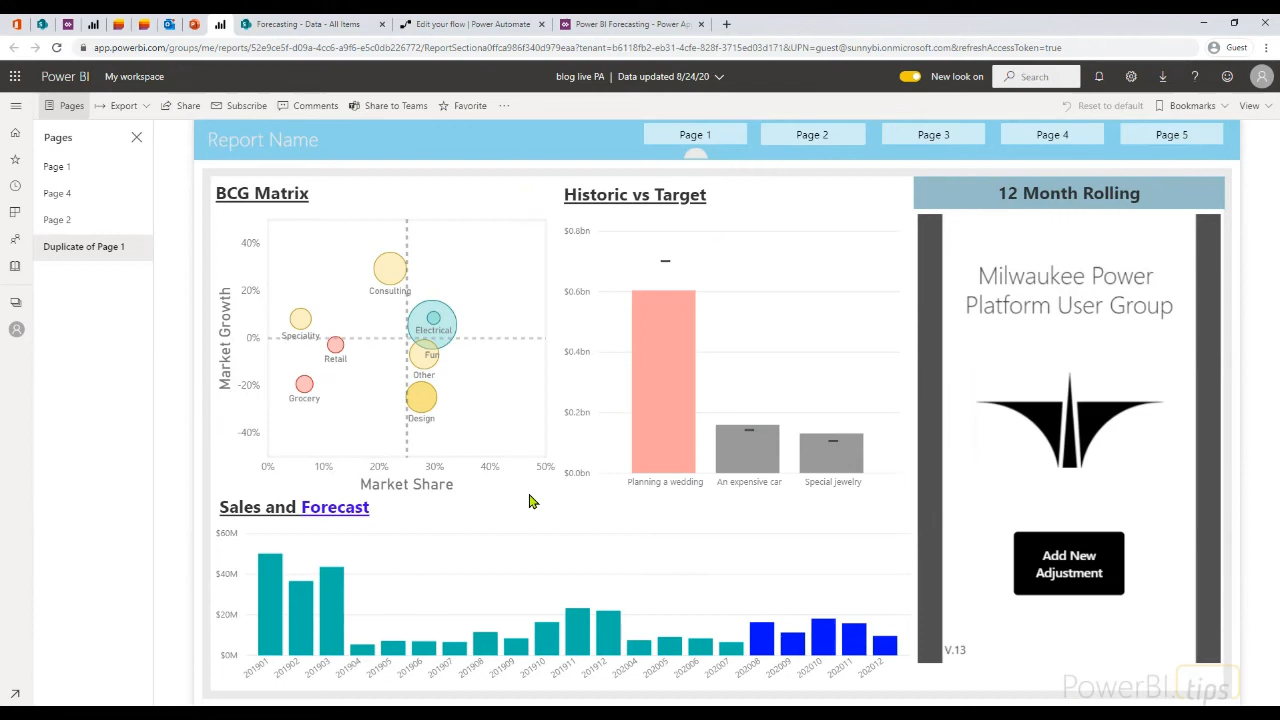 Forecasting - Data - All Items
Edit your flow | Power Automate
Power BI Forecasting - Power Ap
app.powerbi.com/groups/me/reports/52e9ce5f-d09a-4cc6-a9f6-e5c0db226772/ReportSectiona0ffca986f340d979eaa?tenant=b6118fb2-eb31-4cfe-828f-3715ed03d171&UPN=guest@sunnybi.onmicrosoft.com&refreshAccessToken=true
Guest
Power BI
My workspace
blog live PA | Data updated 8/24/20
New look on
Search
Pages
Export
Share
Subscribe
Comments
Share to Teams
Favorite
Reset to default
Bookmarks
View
Pages
Page 1
Page 4
Page 2
Duplicate of Page 1
Report Name
Page 1
Page 2
Page 3
Page 4
Page 5
BCG Matrix
Market Growth
40%
20%
0%
-20%
-40%
Consulting
Speciality
Electrical
Retail
Fun
Other
Grocery
Design
0%
10%
20%
30%
40%
50%
Market Share
Historic vs Target
$0.8bn
$0.6bn
$0.4bn
$0.2bn
$0.0bn
Planning a wedding
An expensive car
Special jewelry
12 Month Rolling
Milwaukee Power
Platform User Group
Add New
Adjustment
V.13
Sales and Forecast
$60M
$40M
$20M
$0M
201901
201902
201903
201904
201905
201906
201907
201908
201909
201910
201911
201912
202004
202005
202006
202007
202008
202009
202010
202011
202012
PowerBI.tips